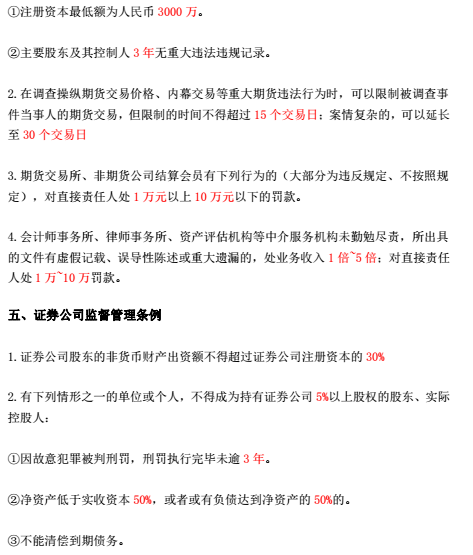 ①注册资本最低额为人民币 3000 万。
②主要股东及其控制人 3 年无重大违法违规记录。
2.在调查操纵期货交易价格、内幕交易等重大期货违法行为时，可以限制被调查事
件当事人的期货交易，但限制的时间不得超过 15 个交易日；案情复杂的，可以延长
至 30 个交易日
3.期货交易所、非期货公司结算会员有下列行为的（大部分为违反规定、不按照规
定），对直接责任人处 1 万元以上 10 万元以下的罚款。
4.会计师事务所、律师事务所、资产评估机构等中介服务机构未勤勉尽责，所出具
的文件有虚假记载、误导性陈述或重大遗漏的，处业务收入 1 倍~5 倍；对直接责任
人处 1 万~10 万罚款。
五、证券公司监督管理条例
1.证券公司股东的非货币财产出资额不得超过证券公司注册资本的 30%
2.有下列情形之一的单位或个人，不得成为持有证券公司 5%以上股权的股东、实际
控股人：
①因故意犯罪被判刑罚，刑罚执行完毕未逾 3 年。
②净资产低于实收资本 50%，或者或有负债达到净资产的 50%的。
③不能清偿到期债务。